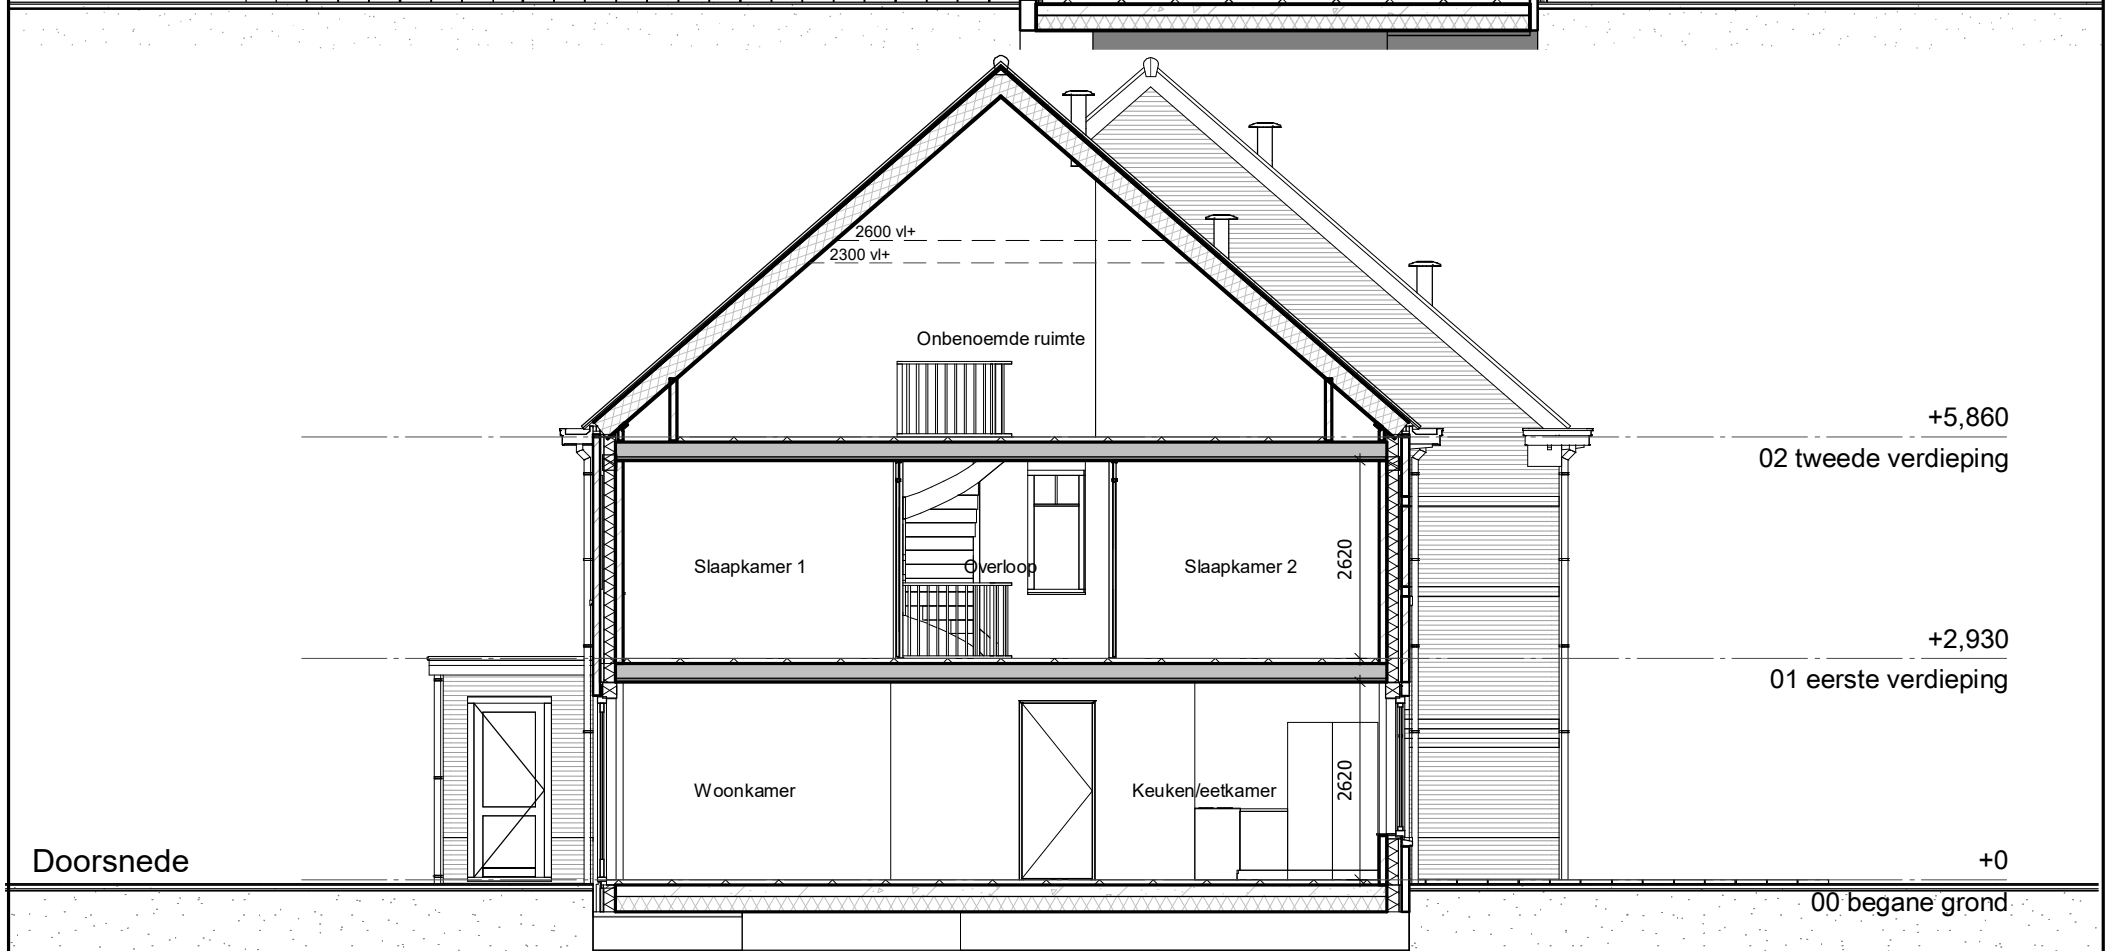 2600 vl+
2300 vl+
Onbenoemde ruimte
+5,860
02 tweede verdieping
Slaapkamer 1
Overloop
Slaapkamer 2
2620
+2,930
01 eerste verdieping
Woonkamer
Keuken/eetkamer
2620
Doorsnede
+0
00 begane grond